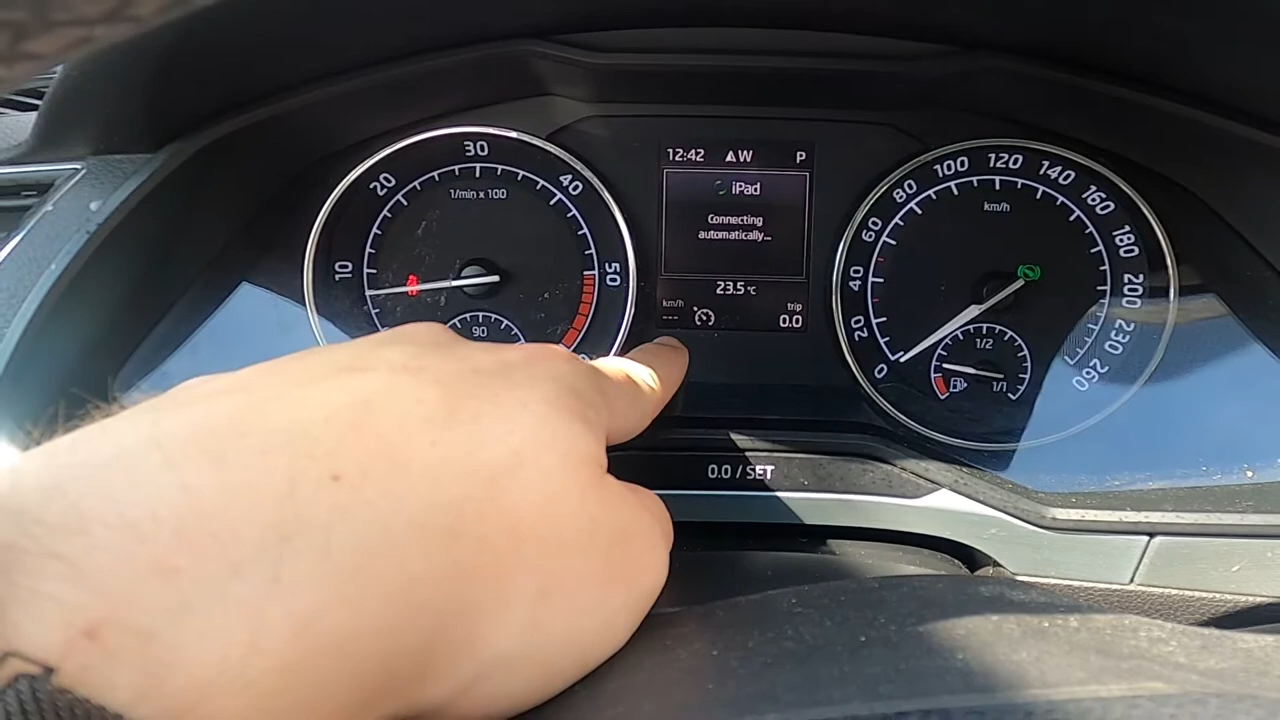 10
20
30
40
50
1/min x 100
90
12:42 W P
iPad
Connecting
automatically...
23.5 °C
km/h
---
trip
0.0
0
20
40
60
80
100
120
140
160
180
200
230
260
km/h
1/2
1/1
0.0 / SET